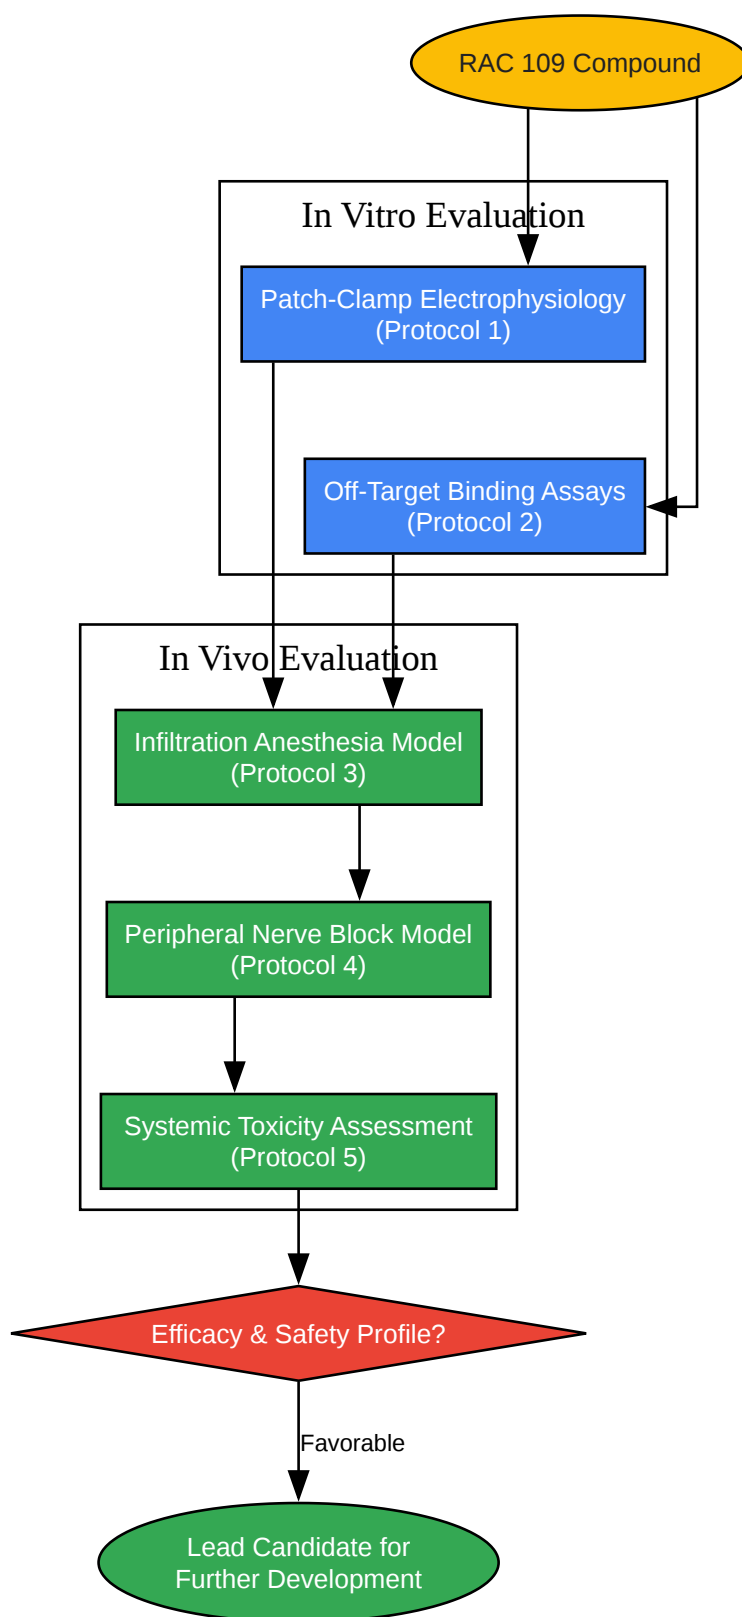 RAC 109 Compound
In Vitro Evaluation
Patch-Clamp Electrophysiology
(Protocol 1)
Off-Target Binding Assays
(Protocol 2)
In Vivo Evaluation
Infiltration Anesthesia Model
(Protocol 3)
Peripheral Nerve Block Model
(Protocol 4)
Systemic Toxicity Assessment
(Protocol 5)
Efficacy & Safety Profile?
Favorable
Lead Candidate for
Further Development